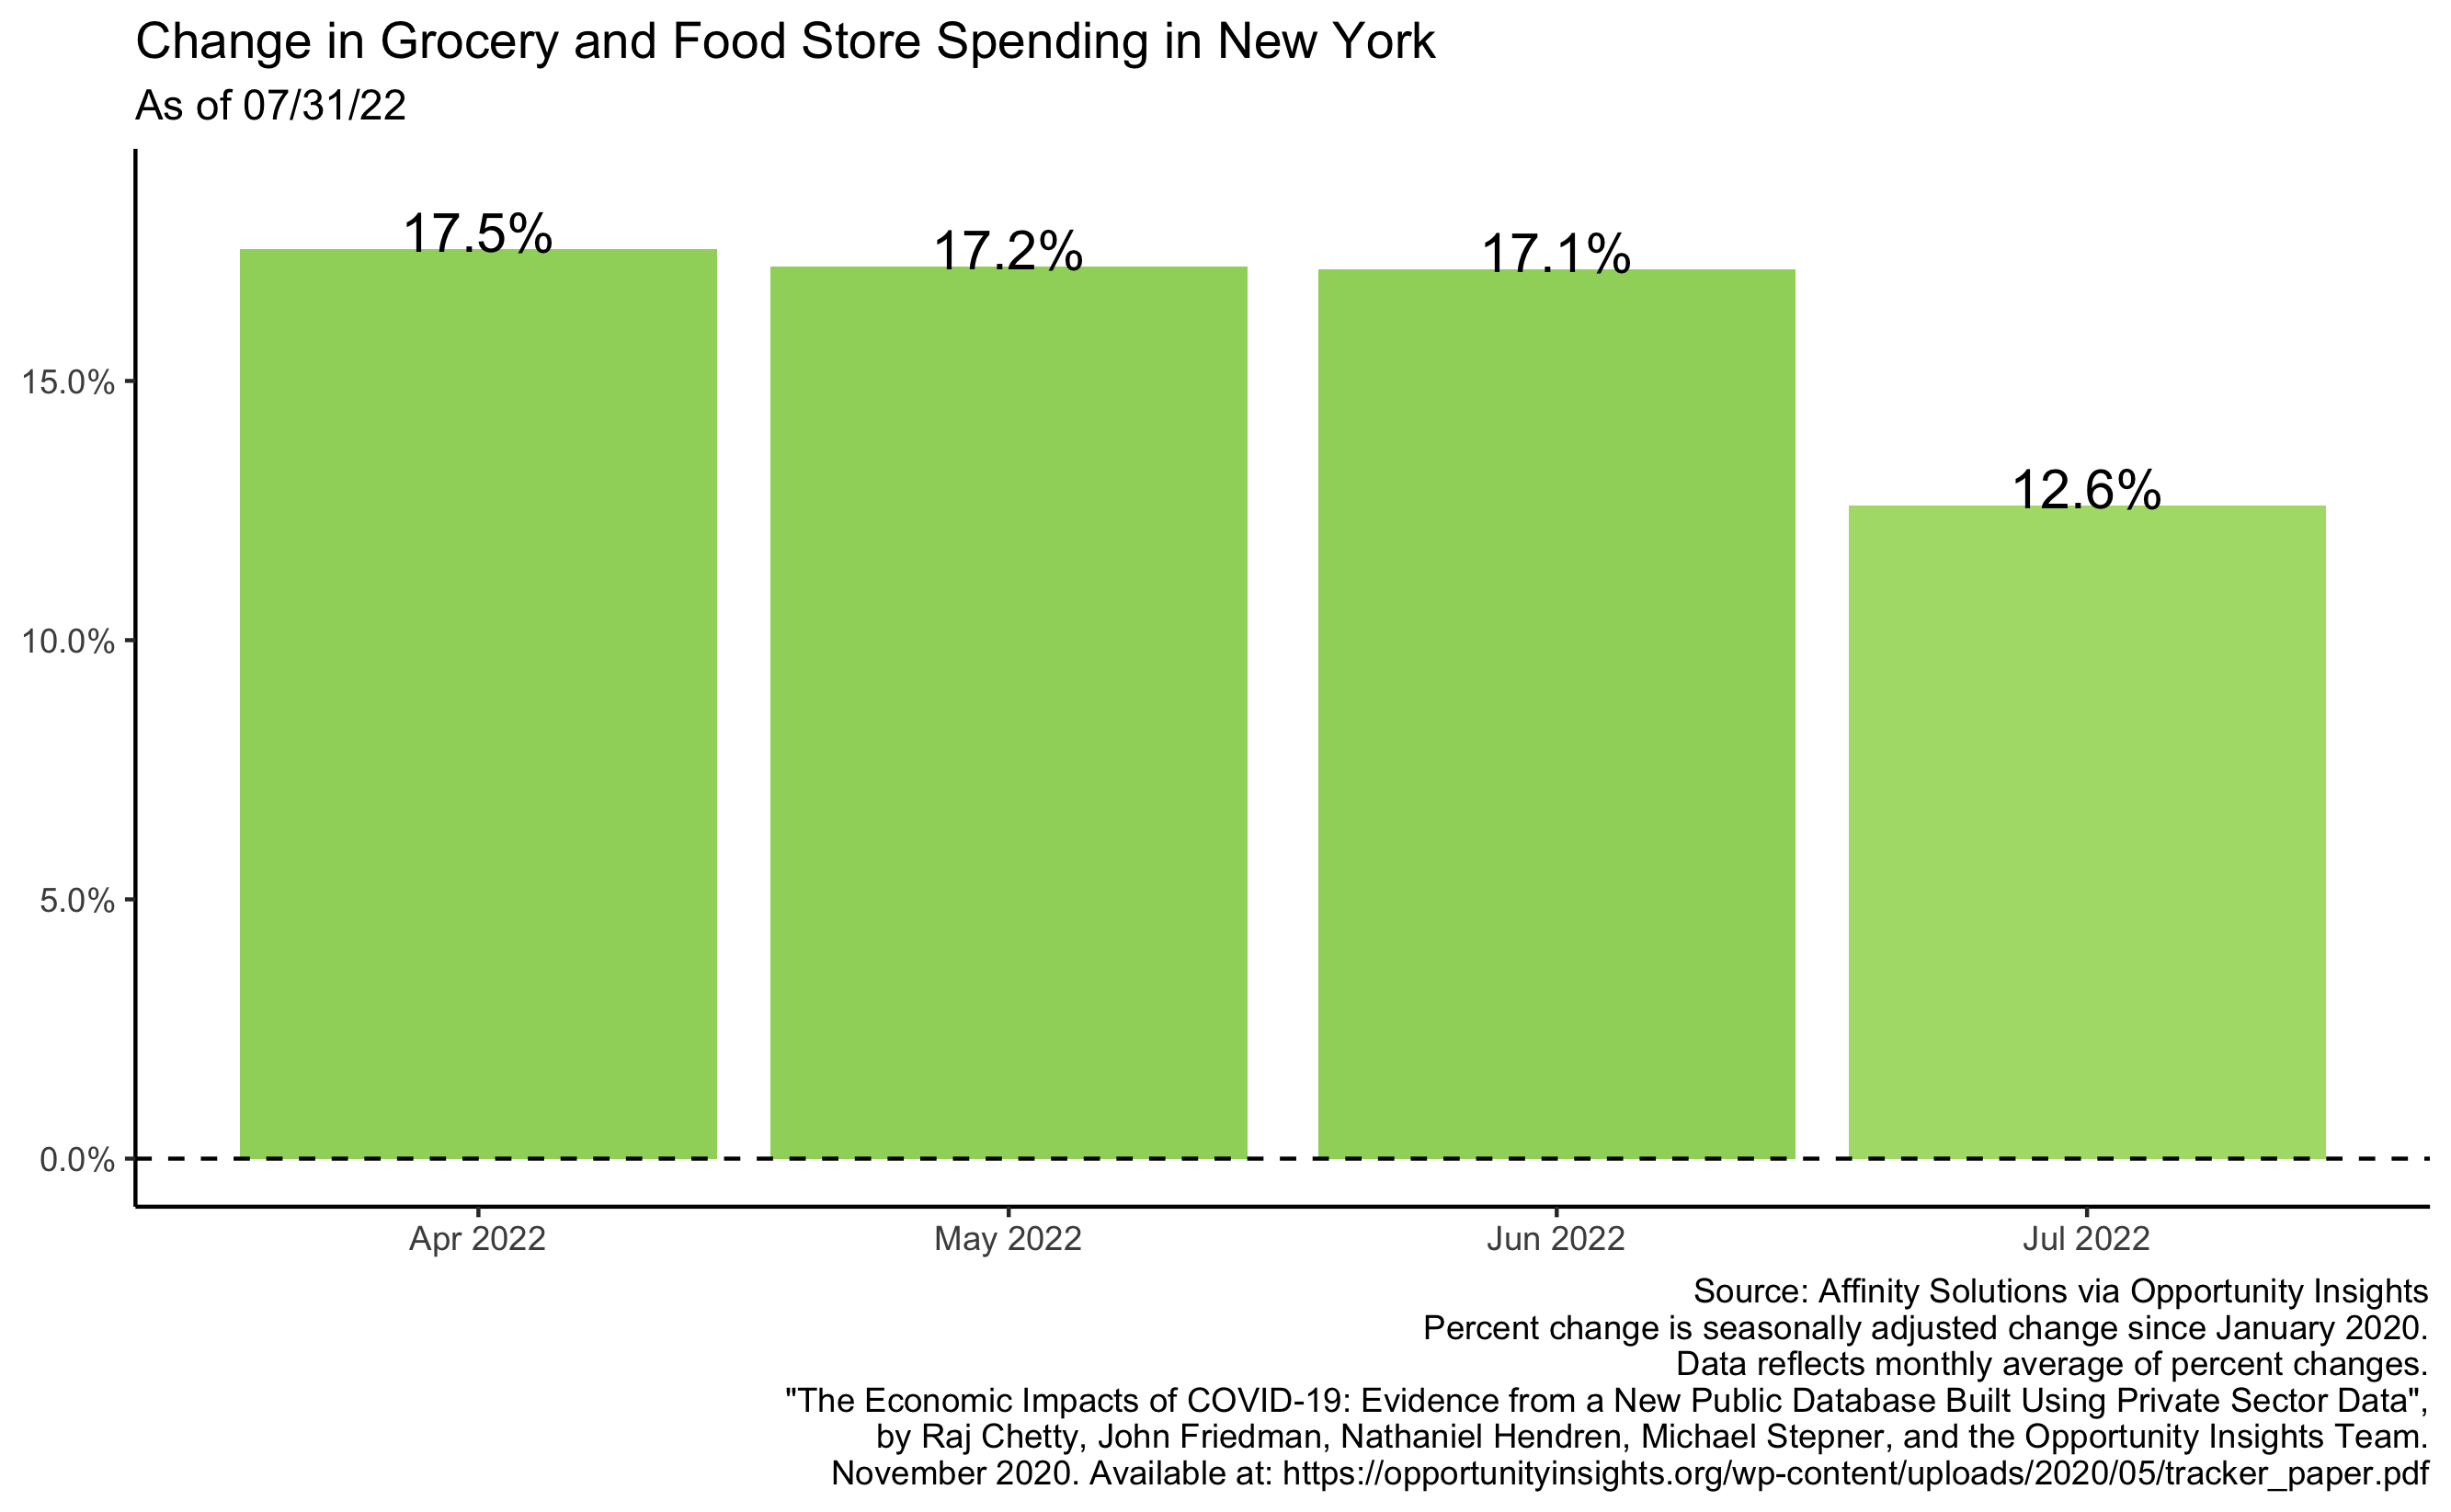 Change in Grocery and Food Store Spending in New York
As of 07/31/22
17.5%
17.2%
17.1%
12.6%
15.0%
10.0%
5.0%
0.0%
Apr 2022
May 2022
Jun 2022
Jul 2022
Source: Affinity Solutions via Opportunity Insights
Percent change is seasonally adjusted change since January 2020.
Data reflects monthly average of percent changes.
"The Economic Impacts of COVID-19: Evidence from a New Public Database Built Using Private Sector Data",
by Raj Chetty, John Friedman, Nathaniel Hendren, Michael Stepner, and the Opportunity Insights Team.
November 2020. Available at: https://opportunityinsights.org/wp-content/uploads/2020/05/tracker_paper.pdf